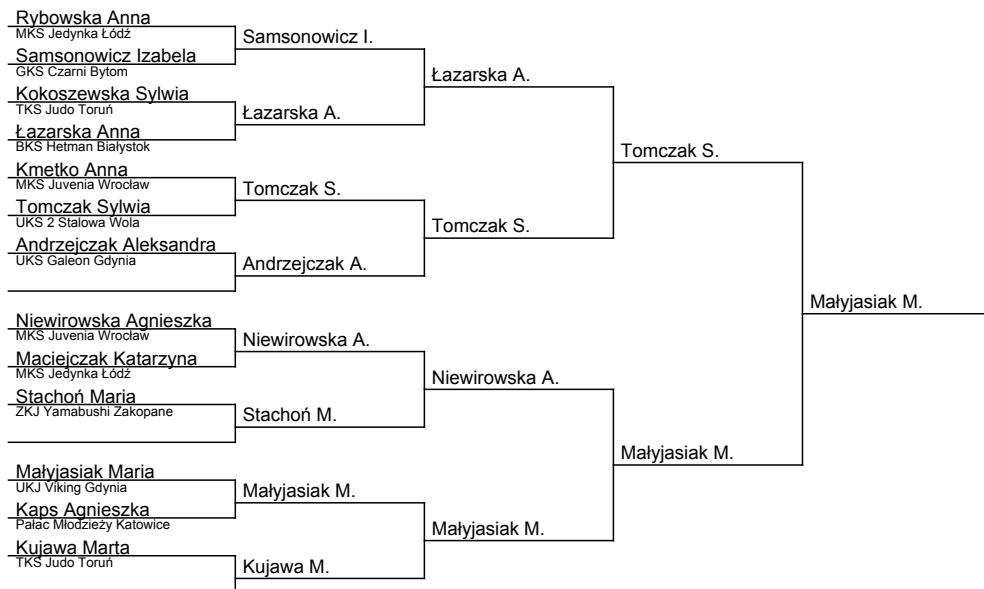 Rybowska Anna
MKS Jedynka Łódź
Samsonowicz Izabela
GKS Czarni Bytom
Kokoszewska Sylwia
TKS Judo Toruń
Łazarska Anna
BKS Hetman Białystok
Kmetko Anna
MKS Juvenia Wrocław
Tomczak Sylwia
UKS 2 Stalowa Wola
Andrzejczak Aleksandra
UKS Galeon Gdynia
Niewirowska Agnieszka
MKS Juvenia Wrocław
Maciejczak Katarzyna
MKS Jedynka Łódź
Stachoń Maria
ZKJ Yamabushi Zakopane
Małyjasiak Maria
UKJ Viking Gdynia
Kaps Agnieszka
Pałac Młodzieży Katowice
Kujawa Marta
TKS Judo Toruń
Samsonowicz I.
Łazarska A.
Tomczak S.
Andrzejczak A.
Niewirowska A.
Stachoń M.
Małyjasiak M.
Kujawa M.
Łazarska A.
Tomczak S.
Niewirowska A.
Małyjasiak M.
Tomczak S.
Małyjasiak M.
Małyjasiak M.